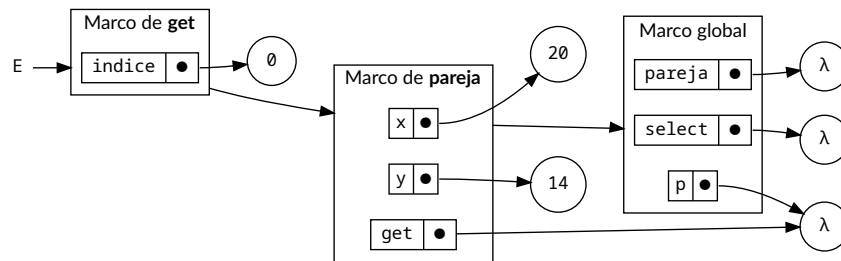 Marco de get
E
indice
0
Marco de pareja
x
20
y
14
get
Marco global
pareja
λ
select
λ
p
λ